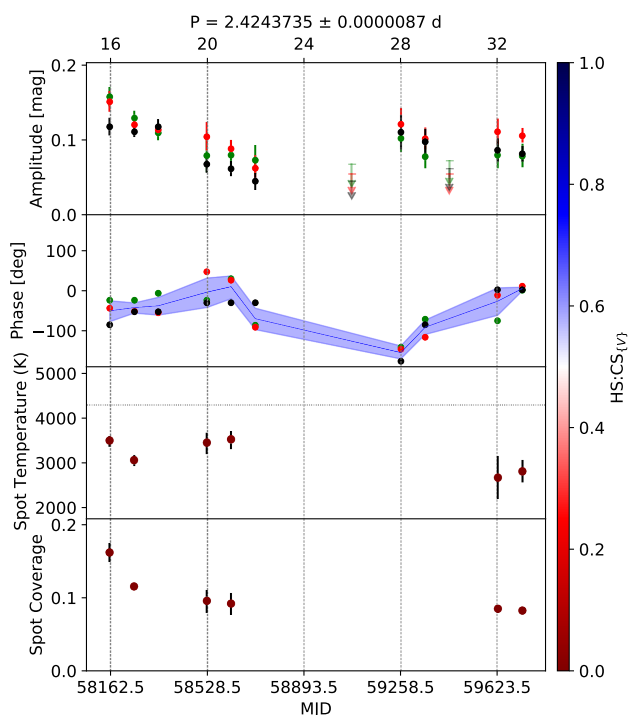 P = 2.4243735 ± 0.0000087 d
16 20 24 28 32
Amplitude [mag]
0.2
0.1
0.0
Phase [deg]
100
0
−100
Spot Temperature (K)
5000
4000
3000
2000
Spot Coverage
0.2
0.1
0.0
58162.5 58528.5 58893.5 59258.5 59623.5
MJD
1.0
0.8
0.6
0.4
0.2
0.0
HS:CS{V}